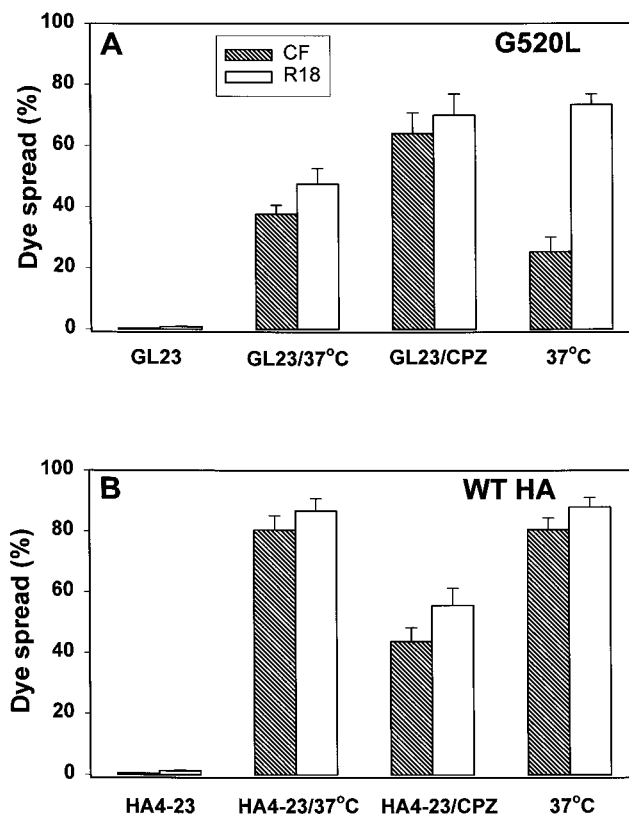 A
G520L
CF
R18
Dye spread (%)
100
80
60
40
20
0
GL23 GL23/37°C GL23/CPZ 37°C
B
WT HA
Dye spread (%)
100
80
60
40
20
0
HA4-23 HA4-23/37°C HA4-23/CPZ 37°C